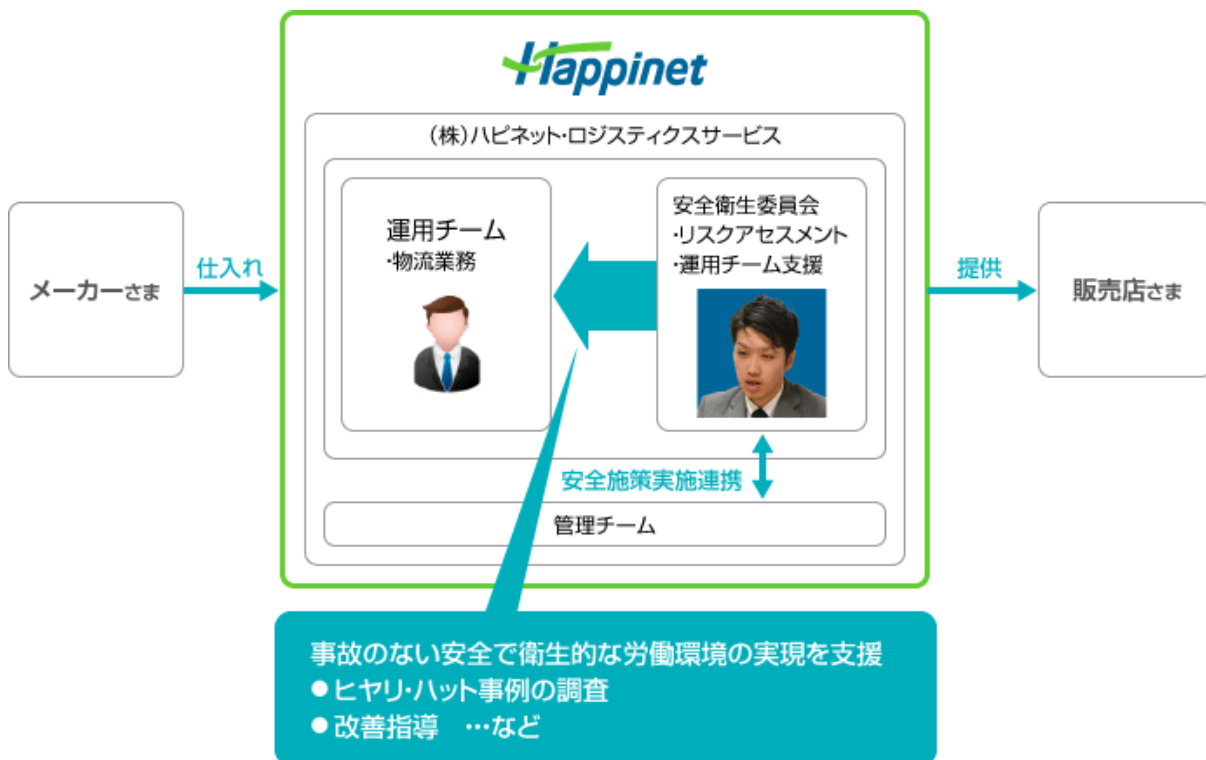 Happinet
（株）ハピネット・ロジスティクスサービス
メーカーさま
仕入れ
運用チーム
・物流業務
安全衛生委員会
・リスクアセスメント
・運用チーム支援
提供
販売店さま
安全施策実施連携
管理チーム
事故のない安全で衛生的な労働環境の実現を支援
●ヒヤリ・ハット事例の調査
●改善指導　…など